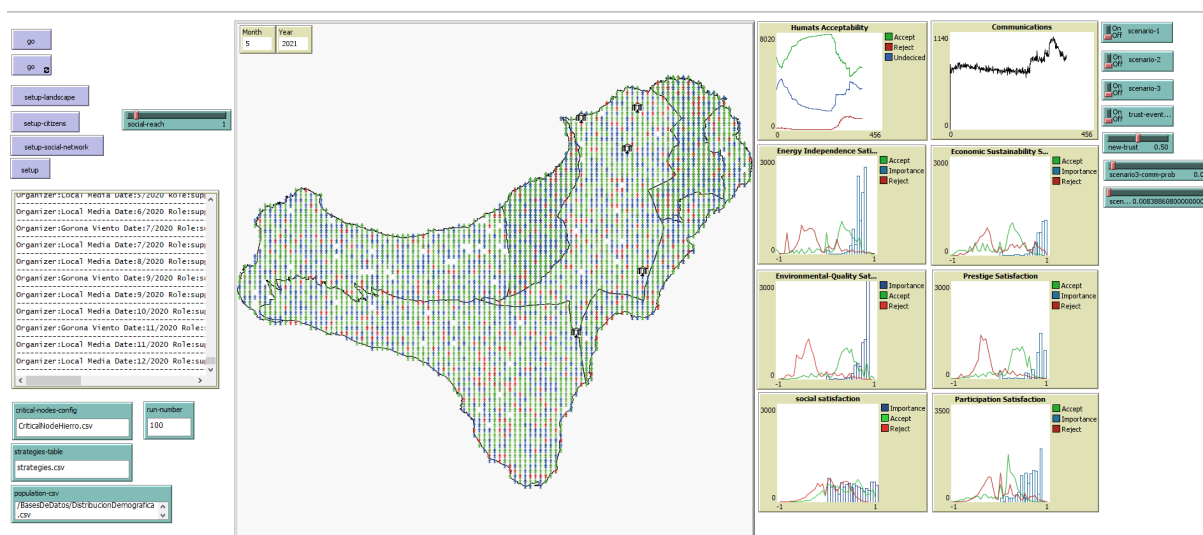 go
go
setup-landscape
setup-citizens
social-reach 1
setup-social-network
setup
Organizer:Local Media Date:5/2020 Role:sup
Organizer:Local Media Date:6/2020 Role:sup
Organizer:Gorona Viento Date:7/2020 Role:
Organizer:Local Media Date:7/2020 Role:sup
Organizer:Local Media Date:8/2020 Role:sup
Organizer:Local Media Date:9/2020 Role:su
Organizer:Local Media Date:9/2020 Role:sup
Organizer:Local Media Date:10/2020 Role:su
Organizer:Gorona Viento Date:11/2020 Role:
Organizer:Local Media Date:11/2020 Role:su
Organizer:Local Media Date:12/2020 Role:su
critical-nodes-config
CriticalNodeHierro.csv
run-number
100
strategies-table
strategies.csv
population-csv
/BasesDeDatos/DistribucionDemografica
.csv
Month
5
Year
2021
Humats Acceptability
8020
0
0 456
Accept
Reject
Undeciced
Communications
1140
0
0 456
Energy Independence Sati...
3000
0
-1 1
Accept
Importance
Reject
Economic Sustainability S...
3000
0
-1 1
Accept
Importance
Reject
Environmental-Quality Sat...
3000
0
-1 1
Importance
Accept
Reject
Prestige Satisfaction
3000
0
-1 1
Accept
Importance
Reject
social satisfaction
3000
0
-1 1
Importance
Accept
Reject
Participation Satisfaction
3500
0
-1 1
Accept
Importance
Reject
On
Off scenario-1
On
Off scenario-2
On
Off scenario-3
On
Off trust-event...
new-trust 0.50
scenario3-comm-prob 0.0
scen... 0.00838860800000000